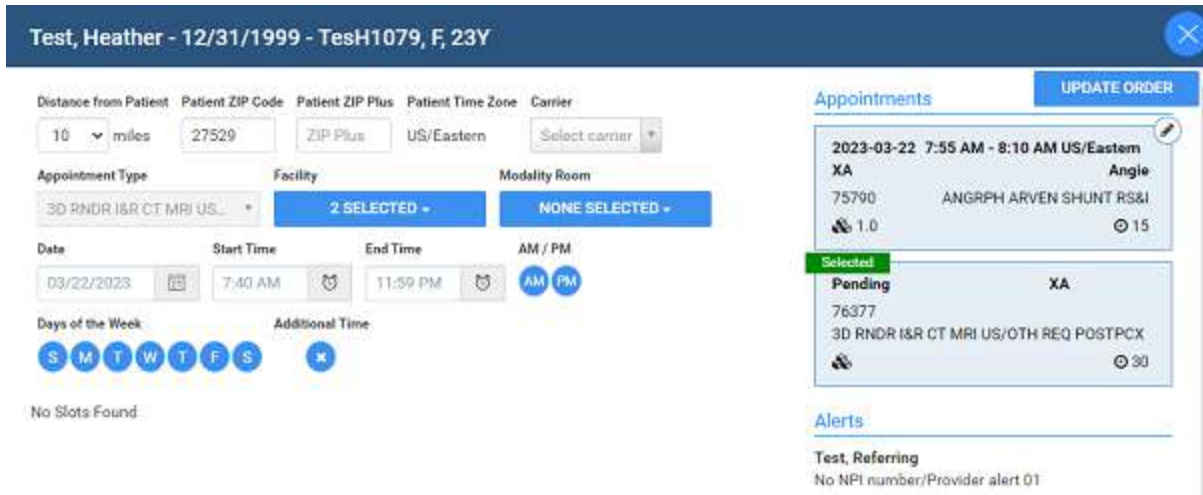 Test, Heather - 12/31/1999 - TesH1079, F, 23Y
Distance from Patient Patient ZIP Code Patient ZIP Plus Patient Time Zone Carrier
10 miles 27529 ZIP Plus US/Eastern Select carrier
Appointment Type Facility Modality Room
3D RNDR I&R CT MRI US... 2 SELECTED NONE SELECTED
Date Start Time End Time AM / PM
03/22/2023 7:40 AM 11:59 PM AM PM
Days of the Week Additional Time
S M T W T F S
No Slots Found
UPDATE ORDER
Appointments
2023-03-22 7:55 AM - 8:10 AM US/Eastern
XA Angie
75790 ANGRPH ARVEN SHUNT RS&I
1.0 15
Selected
Pending XA
76377
3D RNDR I&R CT MRI US/OTH REQ POSTPCX
30
Alerts
Test, Referring
No NPI number/Provider alert 01